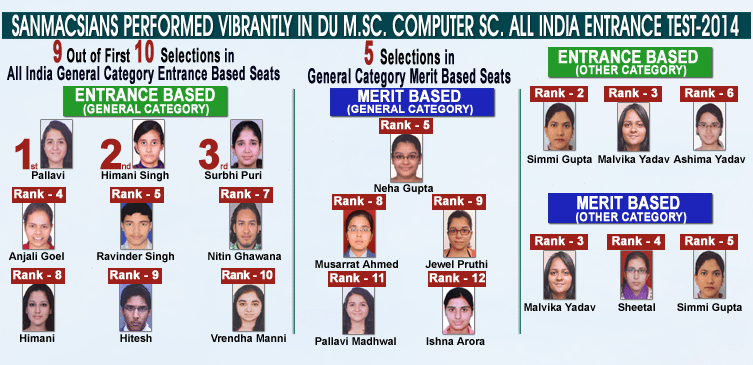 SANMACSIANS PERFORMED VIBRANTLY IN DU M.SC. COMPUTER SC. ALL INDIA ENTRANCE TEST-2014
9 Out of First 10 Selections in
All India General Category Entrance Based Seats
ENTRANCE BASED
(GENERAL CATEGORY)
1st
Pallavi
2nd
Himani Singh
3rd
Surbhi Puri
Rank - 4
Anjali Goel
Rank - 5
Ravinder Singh
Rank - 7
Nitin Ghawana
Rank - 8
Himani
Rank - 9
Hitesh
Rank - 10
Vrendha Manni
5 Selections in
General Category Merit Based Seats
MERIT BASED
(GENERAL CATEGORY)
Rank - 5
Neha Gupta
Rank - 8
Musarrat Ahmed
Rank - 9
Jewel Pruthi
Rank - 11
Pallavi Madhwal
Rank - 12
Ishna Arora
ENTRANCE BASED
(OTHER CATEGORY)
Rank - 2
Simmi Gupta
Rank - 3
Malvika Yadav
Rank - 6
Ashima Yadav
MERIT BASED
(OTHER CATEGORY)
Rank - 3
Malvika Yadav
Rank - 4
Sheetal
Rank - 5
Simmi Gupta